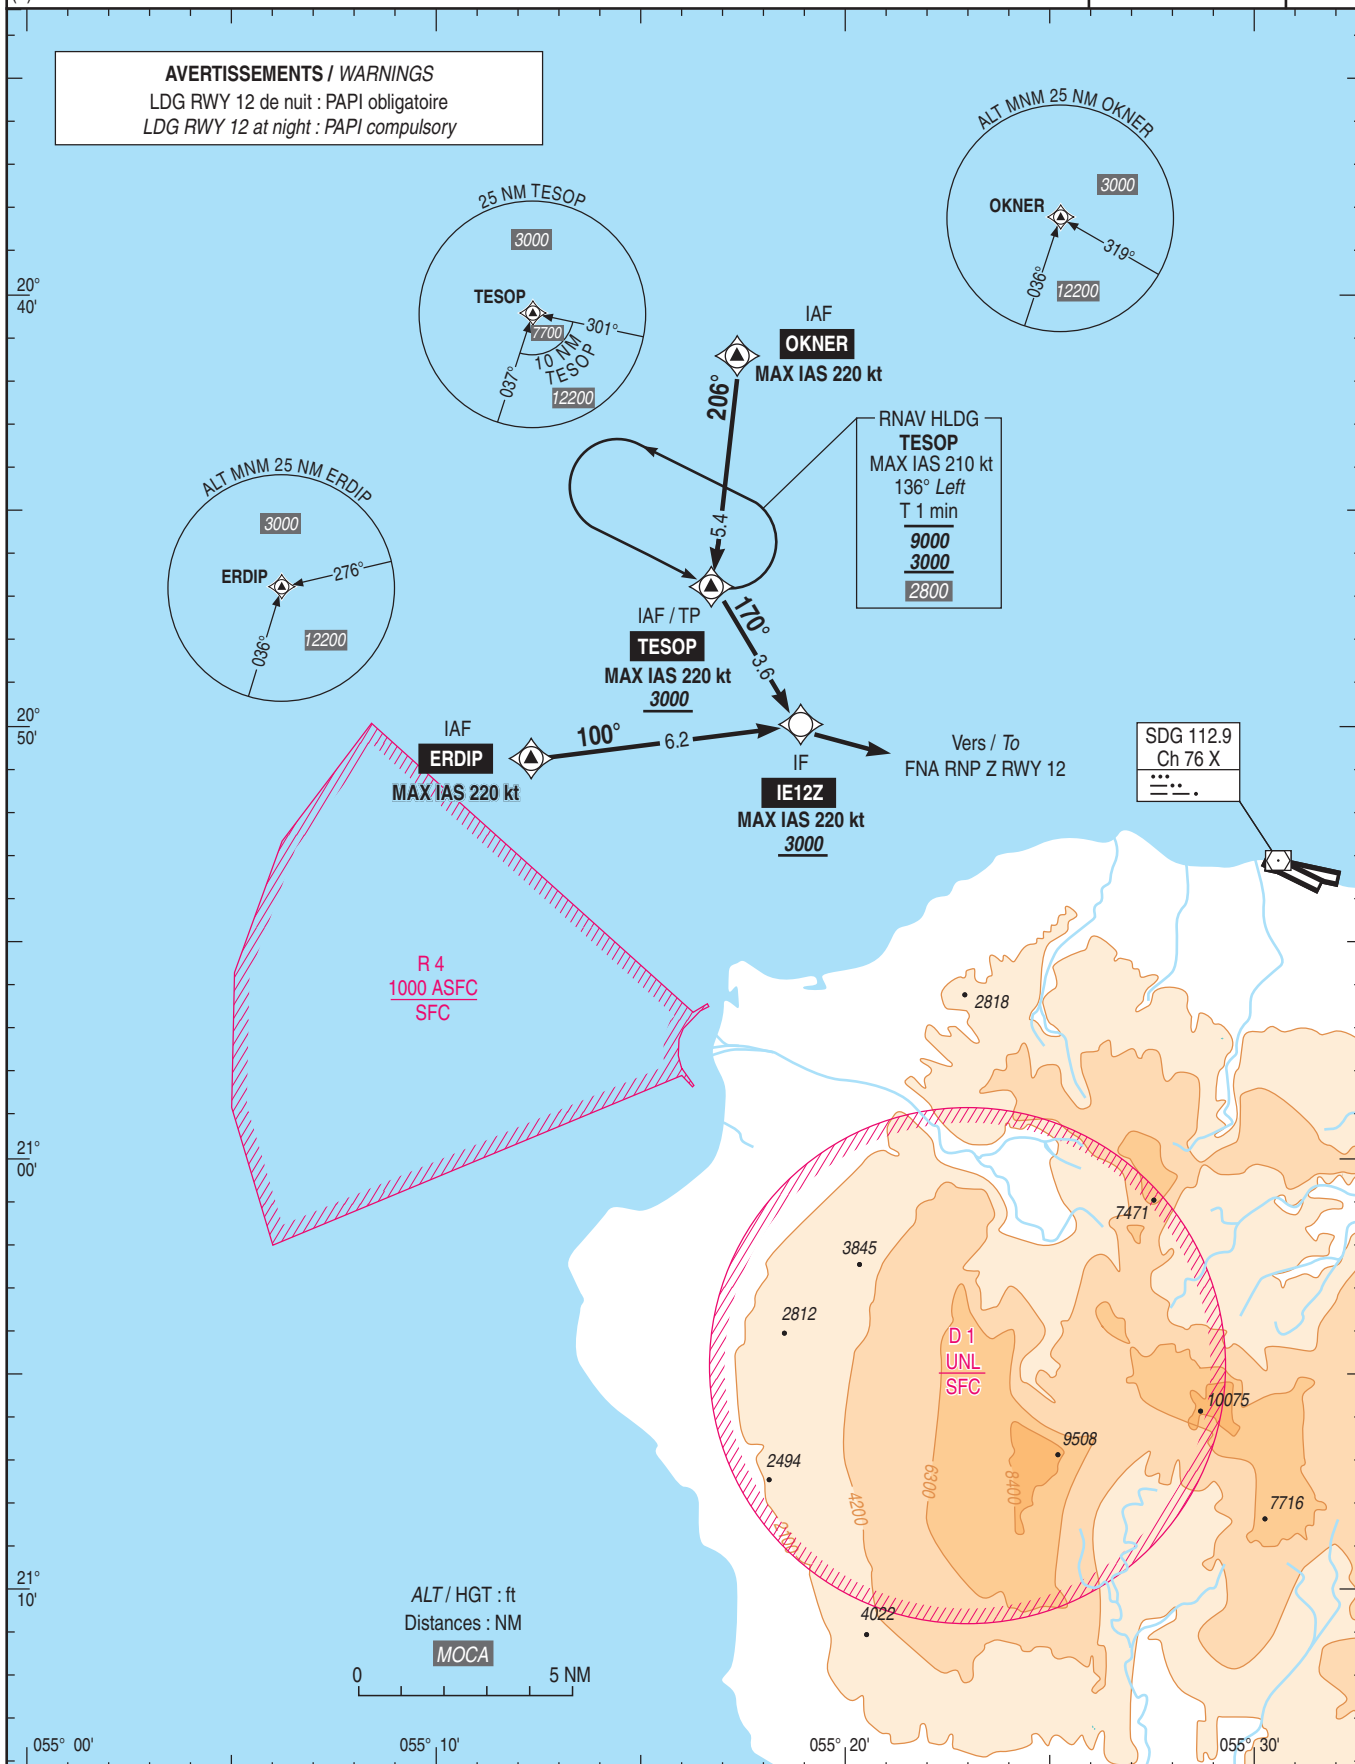 AVERTISSEMENTS / WARNINGS
LDG RWY 12 de nuit : PAPI obligatoire
LDG RWY 12 at night : PAPI compulsory
ALT MNM 25 NM OKNER
3000
OKNER
319°
036°
12200
25 NM TESOP
3000
TESOP
7700
301°
10 NM
TESOP
037°
12200
20°
40'
IAF
OKNER
MAX IAS 220 kt
206°
5.4
RNAV HLDG
TESOP
MAX IAS 210 kt
136° Left
T 1 min
9000
3000
2800
ALT MNM 25 NM ERDIP
3000
ERDIP
276°
036°
12200
IAF / TP
TESOP
MAX IAS 220 kt
3000
170°
3.6
20°
50'
IAF
ERDIP
MAX IAS 220 kt
100°
6.2
IF
IE12Z
MAX IAS 220 kt
3000
Vers / To
FNA RNP Z RWY 12
SDG 112.9
Ch 76 X
R 4
1000 ASFC
SFC
2818
21°
00'
7471
3845
2812
D 1
UNL
SFC
10075
9508
2494
6300
8400
4200
2100
7716
21°
10'
4022
ALT / HGT : ft
Distances : NM
MOCA
0 5 NM
055° 00' 055° 10' 055° 20' 055° 30'